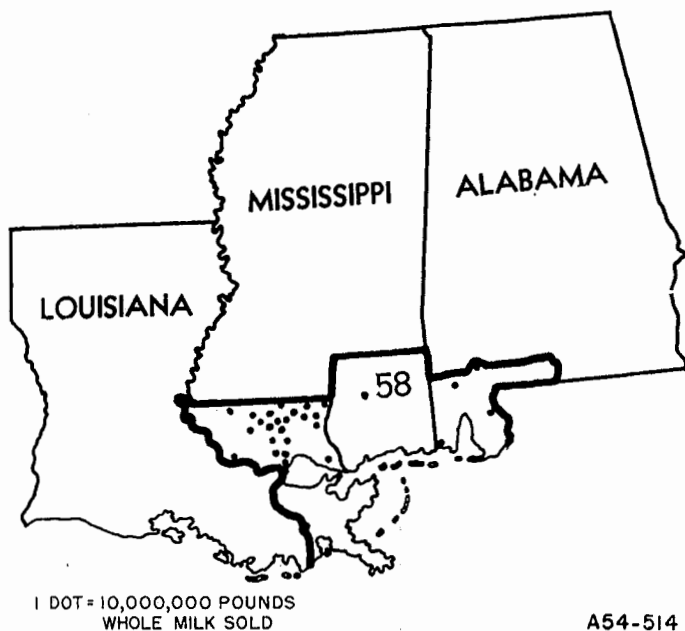 MISSISSIPPI
ALABAMA
LOUISIANA
58
1 DOT = 10,000,000 POUNDS
WHOLE MILK SOLD
A54-514